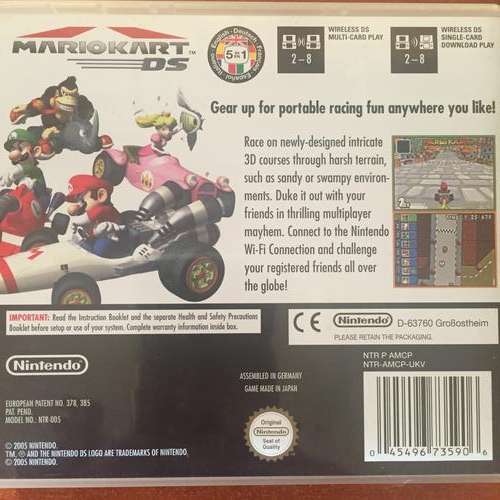 MARIOKART™
DS
English · Deutsch · Français
Español · Italiano
5 in 1
WIRELESS DS
MULTI-CARD PLAY
2-8
WIRELESS DS
SINGLE-CARD
DOWNLOAD PLAY
2-8
Gear up for portable racing fun anywhere you like!
Race on newly-designed intricate
3D courses through harsh terrain,
such as sandy or swampy environ-
ments. Duke it out with your
friends in thrilling multiplayer
mayhem. Connect to the Nintendo
Wi-Fi Connection and challenge
your registered friends all over
the globe!
IMPORTANT: Read the Instruction Booklet and the separate Health and Safety Precautions
Booklet before setup or use of your system. Complete warranty information inside box.
CE Nintendo D-63760 Großostheim
PLEASE RETAIN THE PACKAGING.
Nintendo
EUROPEAN PATENT NO. 378, 385
PAT. PEND.
MODEL NO.: NTR-005
ASSEMBLED IN GERMANY
GAME MADE IN JAPAN
NTR P AMCP
NTR-AMCP-UKV
Original
Nintendo
Seal of
Quality
© 2005 NINTENDO.
TM, ® AND THE NINTENDO DS LOGO ARE TRADEMARKS OF NINTENDO.
© 2005 NINTENDO.
0 45496 73590 6